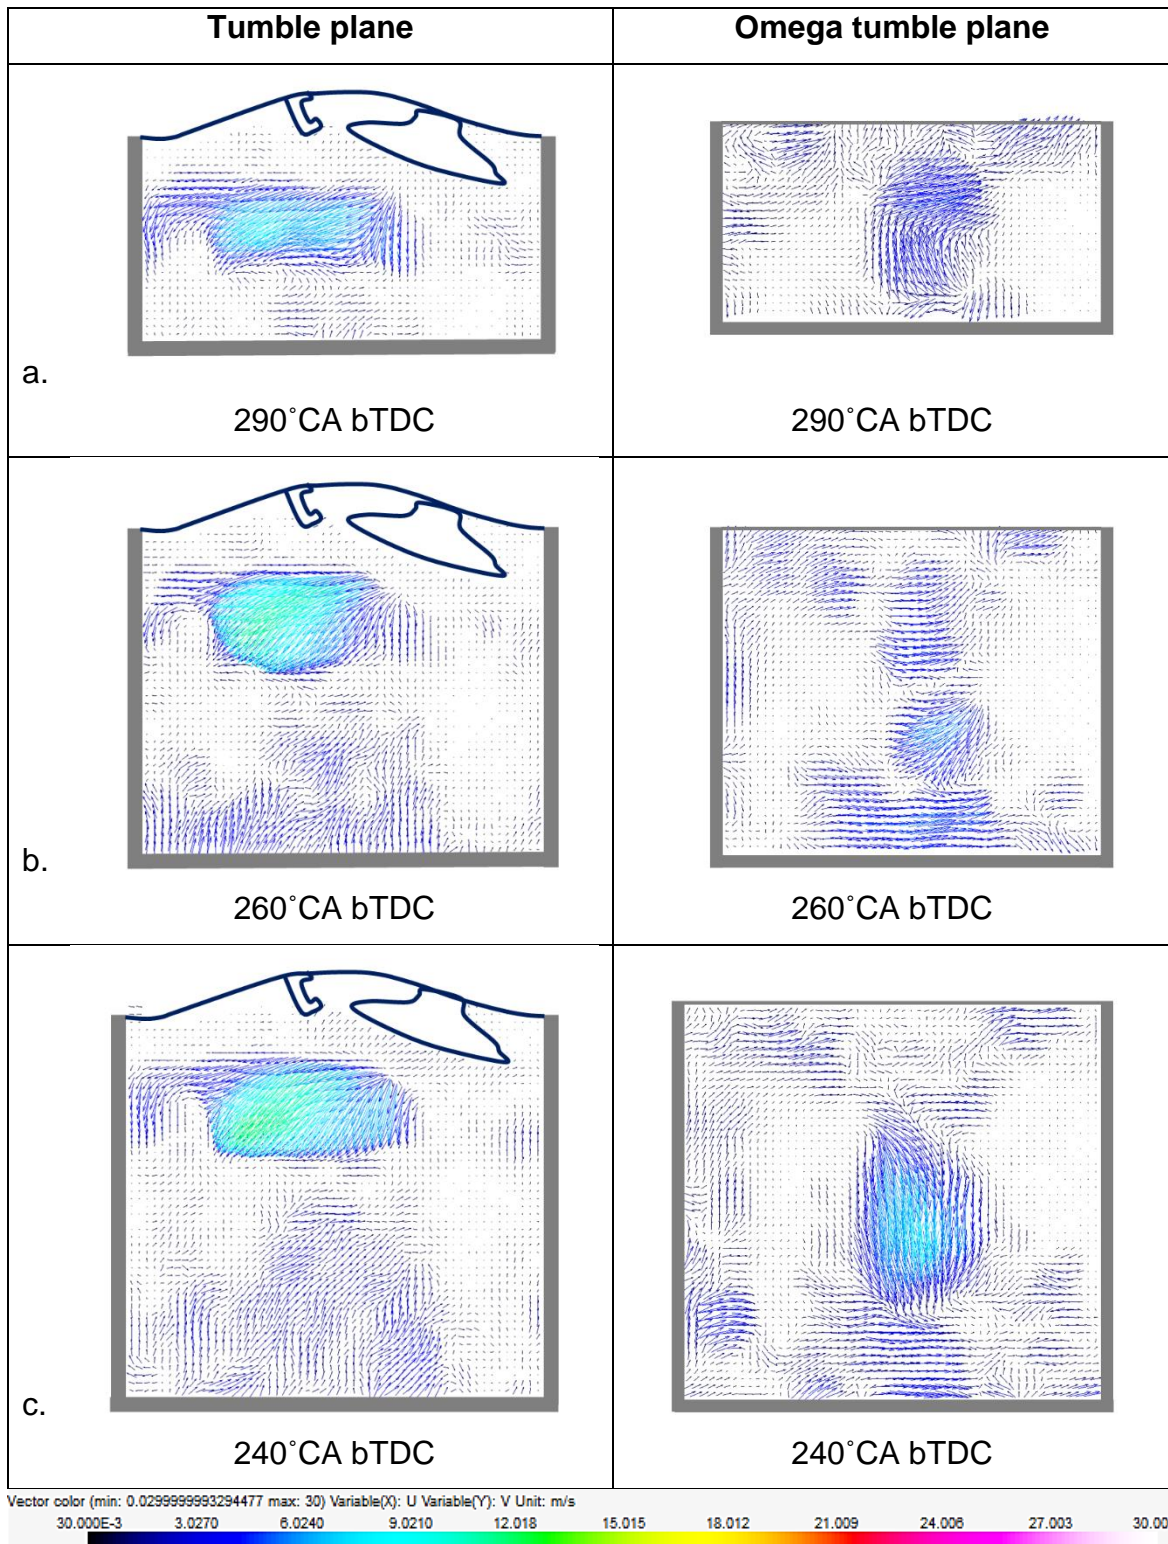 Tumble plane
Omega tumble plane
a.
290˚CA bTDC
290˚CA bTDC
b.
260˚CA bTDC
260˚CA bTDC
c.
240˚CA bTDC
240˚CA bTDC
Vector color (min: 0.0299999993294477 max: 30) Variable(X): U Variable(Y): V Unit: m/s
30.000E-3 3.0270 6.0240 9.0210 12.018 15.015 18.012 21.009 24.006 27.003 30.00